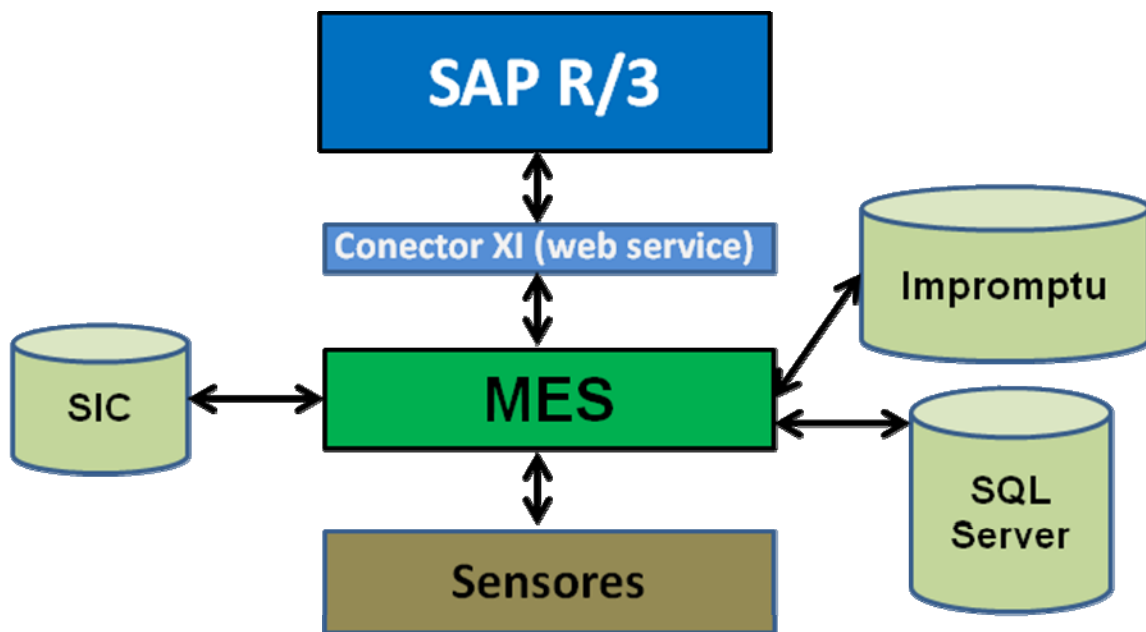 SAP R/3
Conector XI (web service)
Impromptu
SIC
MES
SQL
Server
Sensores